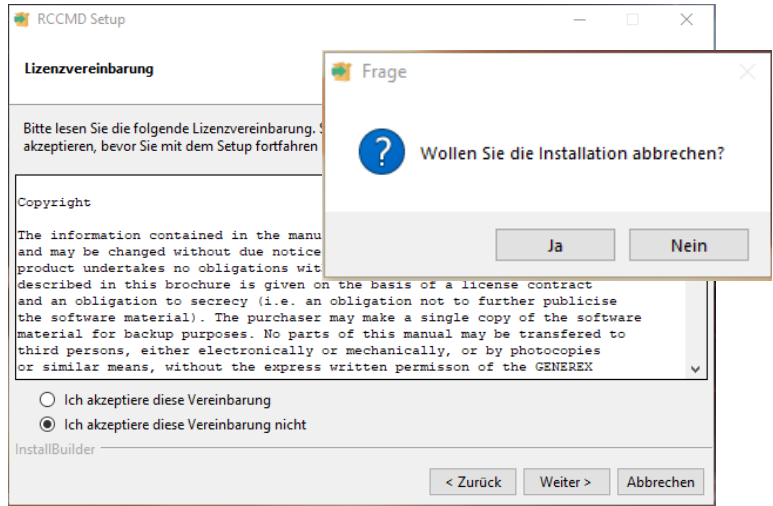 RCCMD Setup
Lizenzvereinbarung
Bitte lesen Sie die folgende Lizenzvereinbarung.
akzeptieren, bevor Sie mit dem Setup fortfahren
Copyright
The information contained in the manu
and may be changed without due notice
product undertakes no obligations wit
described in this brochure is given on the basis of a license contract
and an obligation to secrecy (i.e. an obligation not to further publicise
the software material). The purchaser may make a single copy of the software
material for backup purposes. No parts of this manual may be transfered to
third persons, either electronically or mechanically, or by photocopies
or similar means, without the express written permisson of the GENEREX
Ich akzeptiere diese Vereinbarung
Ich akzeptiere diese Vereinbarung nicht
InstallBuilder
< Zurück Weiter > Abbrechen
Frage
Wollen Sie die Installation abbrechen?
Ja Nein